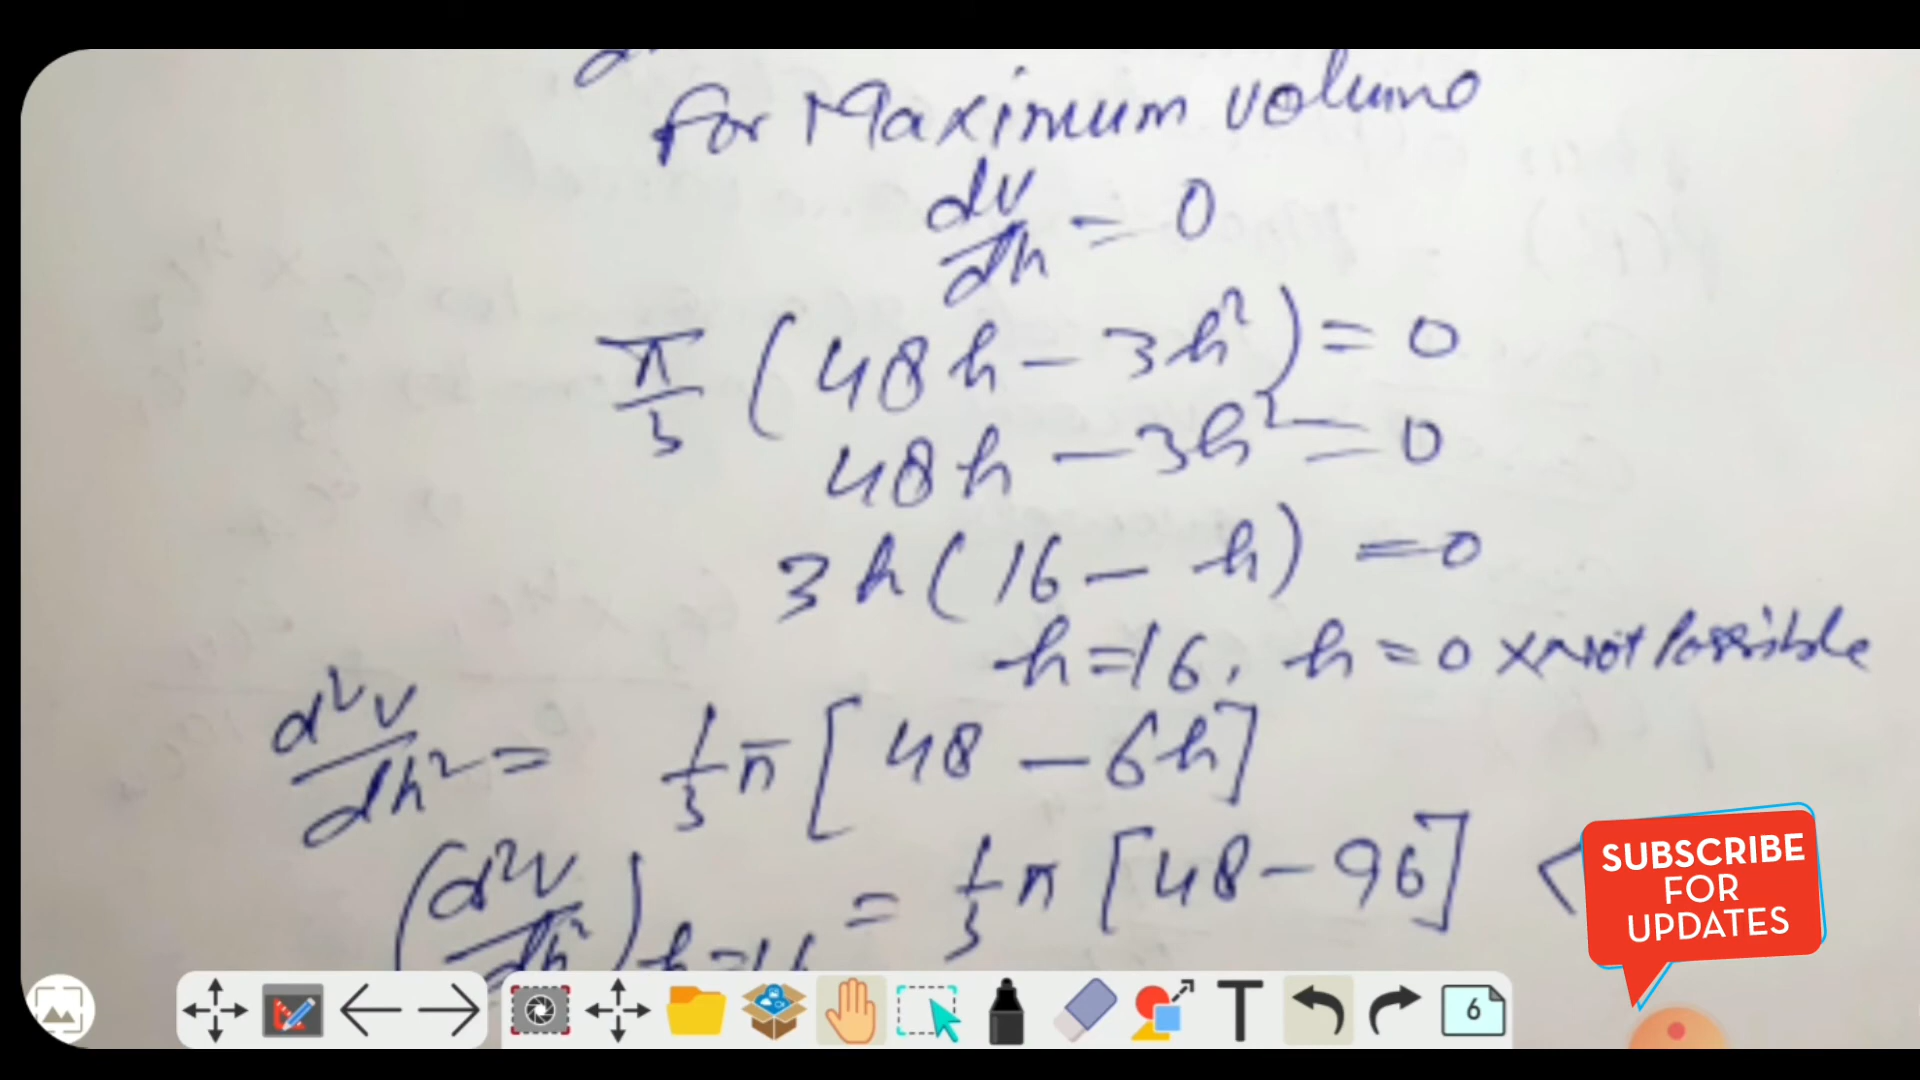 for Maximum volume
dv/dh = 0
π/3 (48h - 3h²) = 0
48h - 3h² = 0
3h(16 - h) = 0
h=16, h=0 x Not Possible
d²v/dh² = 1/3 π [48 - 6h]
(d²v/dh²)h=16 = 1/3 π [48 - 96] <
SUBSCRIBE
FOR
UPDATES
T
6